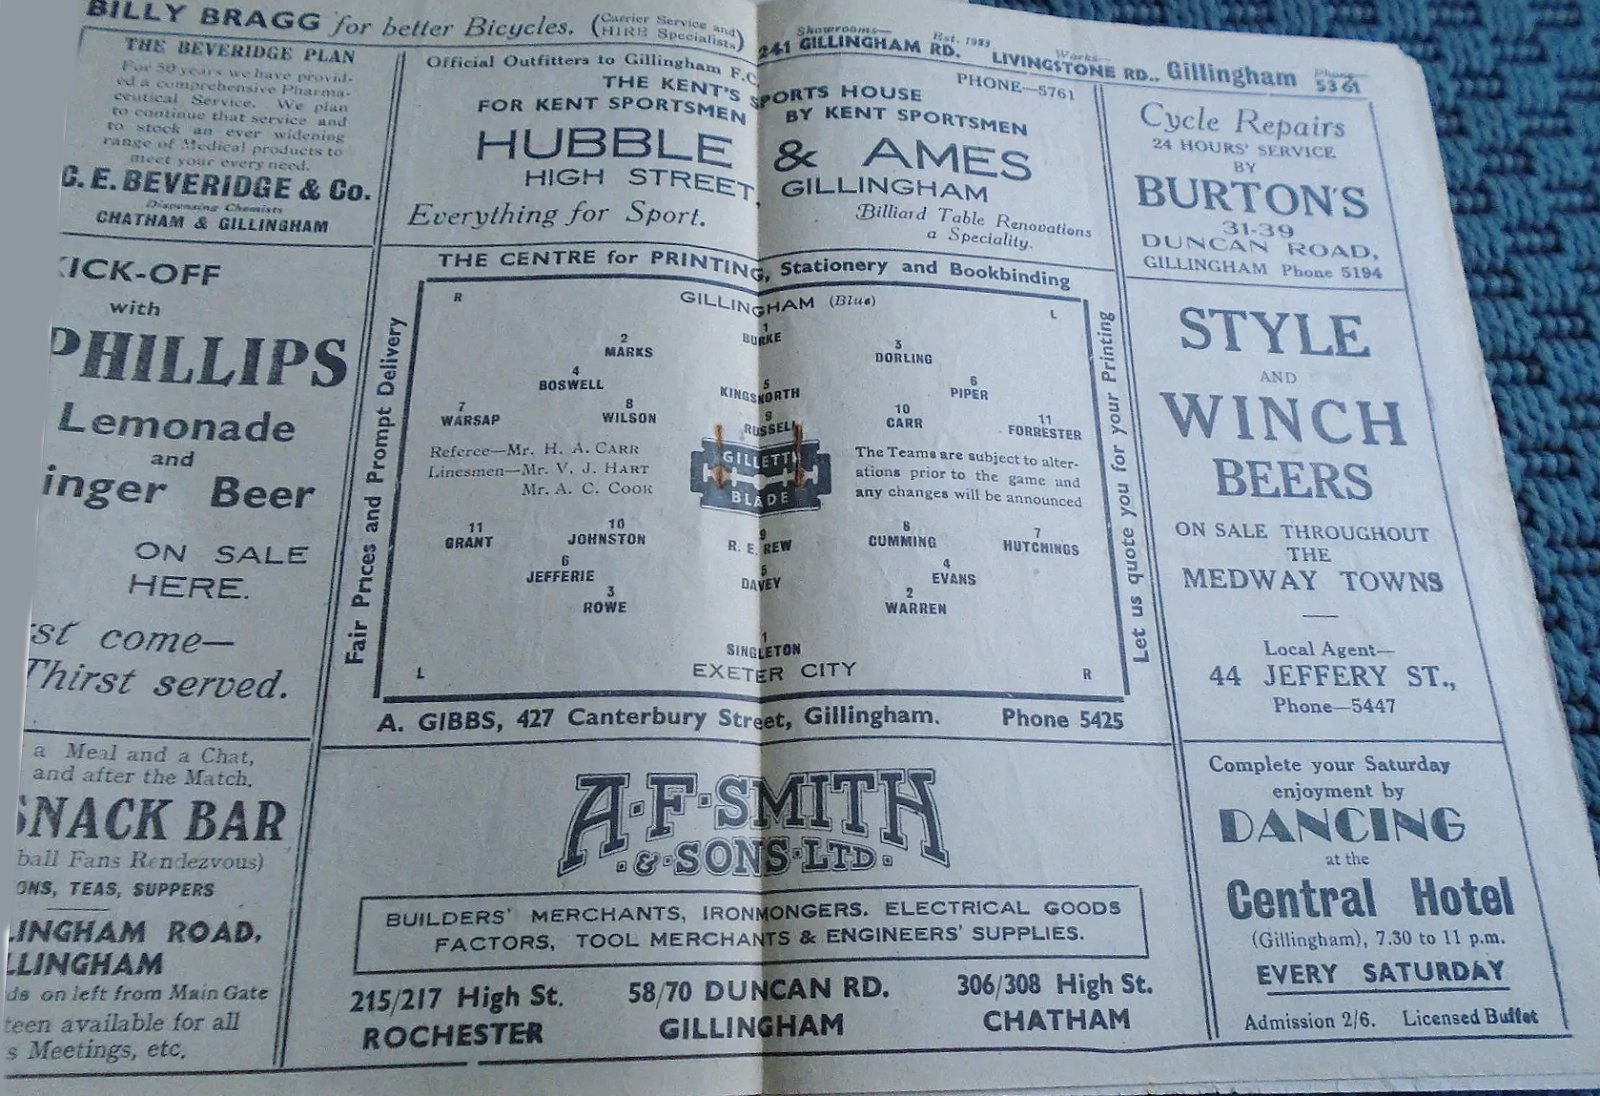 BILLY BRAGG for better Bicycles. (Carrier Service and HIRE Specialists) Showrooms— 241 GILLINGHAM RD. Est. 1933 Works— LIVINGSTONE RD., Gillingham Phone— 5361
THE BEVERIDGE PLAN
For 50 years we have provid-
ed a comprehensive Pharma-
ceutical Service. We plan
to continue that service and
to stock an ever widening
range of Medical products to
meet your every need.
C. E. BEVERIDGE & Co.
Dispensing Chemists
CHATHAM & GILLINGHAM
KICK-OFF
with
PHILLIPS
Lemonade
and
inger Beer
ON SALE
HERE.
st come—
Thirst served.
a Meal and a Chat,
and after the Match.
SNACK BAR
ball Fans Rendezvous)
ONS, TEAS, SUPPERS
LINGHAM ROAD,
LLINGHAM
ds on left from Main Gate
teen available for all
s Meetings, etc.
Official Outfitters to Gillingham F.C.
PHONE—5761
THE KENT'S SPORTS HOUSE
FOR KENT SPORTSMEN BY KENT SPORTSMEN
HUBBLE & AMES
HIGH STREET, GILLINGHAM
Everything for Sport.
Billiard Table Renovations
a Speciality.
THE CENTRE for PRINTING, Stationery and Bookbinding
Fair Prices and Prompt Delivery
Let us quote you for your Printing
R
GILLINGHAM (Blue)
L
1
BURKE
2
MARKS
3
DORLING
4
BOSWELL
5
KINGSNORTH
6
PIPER
7
WARSAP
8
WILSON
9
RUSSELL
10
CARR
11
FORRESTER
Referee—Mr. H. A. CARR
Linesmen—Mr. V. J. HART
Mr. A. C. COOK
GILLETTE
BLADE
The Teams are subject to alter-
ations prior to the game and
any changes will be announced
11
GRANT
10
JOHNSTON
9
R. E. REW
8
CUMMING
7
HUTCHINGS
6
JEFFERIE
5
DAVEY
4
EVANS
3
ROWE
2
WARREN
1
SINGLETON
L
EXETER CITY
R
A. GIBBS, 427 Canterbury Street, Gillingham. Phone 5425
A·F·SMITH
·&·SONS·LTD·
BUILDERS' MERCHANTS, IRONMONGERS. ELECTRICAL GOODS
FACTORS, TOOL MERCHANTS & ENGINEERS' SUPPLIES.
215/217 High St.
ROCHESTER
58/70 DUNCAN RD.
GILLINGHAM
306/308 High St.
CHATHAM
Cycle Repairs
24 HOURS' SERVICE
BY
BURTON'S
31-39
DUNCAN ROAD,
GILLINGHAM Phone 5194
STYLE
AND
WINCH
BEERS
ON SALE THROUGHOUT
THE
MEDWAY TOWNS
Local Agent—
44 JEFFERY ST.,
Phone—5447
Complete your Saturday
enjoyment by
DANCING
at the
Central Hotel
(Gillingham), 7.30 to 11 p.m.
EVERY SATURDAY
Admission 2/6. Licensed Buffet